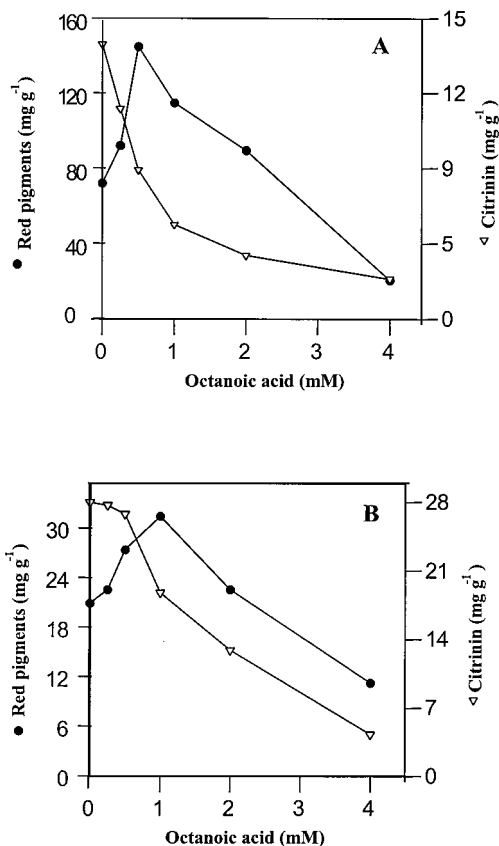 160
120
80
40
0
15
12
9
5
3
0
A
● Red pigments (mg g⁻¹)
▿ Citrinin (mg g⁻¹)
0 1 2 3 4
Octanoic acid (mM)
30
24
18
12
6
0
28
21
14
7
0
B
● Red pigments (mg g⁻¹)
▿ Citrinin (mg g⁻¹)
0 1 2 3 4
Octanoic acid (mM)